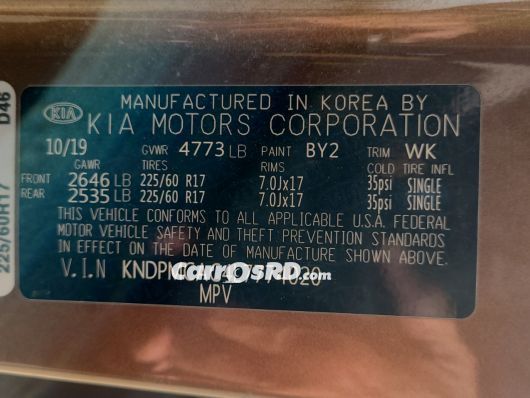 D46
225/60R17
KIA
MANUFACTURED IN KOREA BY
KIA MOTORS CORPORATION
10/19 GVWR 4773 LB PAINT BY2 TRIM WK
GAWR TIRES RIMS COLD TIRE INFL
FRONT 2646 LB 225/60 R17 7.0Jx17 35psi SINGLE
REAR 2535 LB 225/60 R17 7.0Jx17 35psi SINGLE
THIS VEHICLE CONFORMS TO ALL APPLICABLE U.S.A. FEDERAL
MOTOR VEHICLE SAFETY AND THEFT PREVENTION STANDARDS
IN EFFECT ON THE DATE OF MANUFACTURE SHOWN ABOVE.
V.I.N
carrosRD.com
MPV